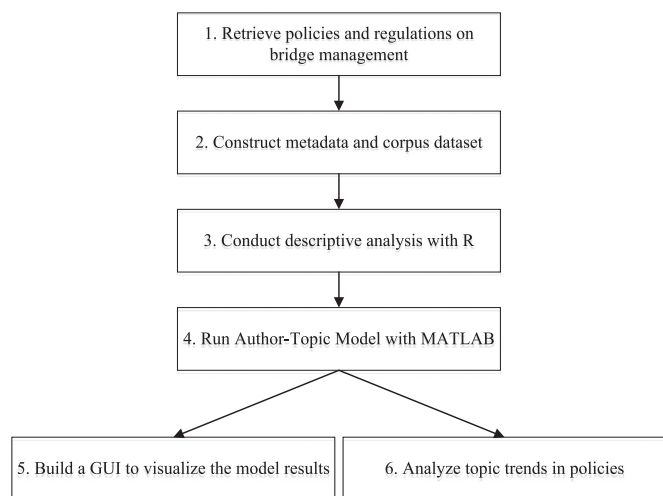 1. Retrieve policies and regulations on
bridge management
2. Construct metadata and corpus dataset
3. Conduct descriptive analysis with R
4. Run Author-Topic Model with MATLAB
5. Build a GUI to visualize the model results
6. Analyze topic trends in policies